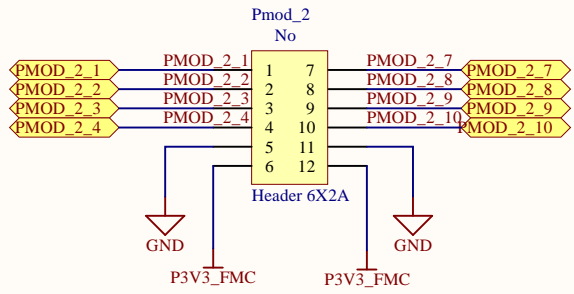 Pmod_2
No
PMOD_2_1 PMOD_2_1 1 7 PMOD_2_7 PMOD_2_7
PMOD_2_2 PMOD_2_2 2 8 PMOD_2_8 PMOD_2_8
PMOD_2_3 PMOD_2_3 3 9 PMOD_2_9 PMOD_2_9
PMOD_2_4 PMOD_2_4 4 10 PMOD_2_10 PMOD_2_10
5 11
6 12
Header 6X2A
GND GND
P3V3_FMC P3V3_FMC